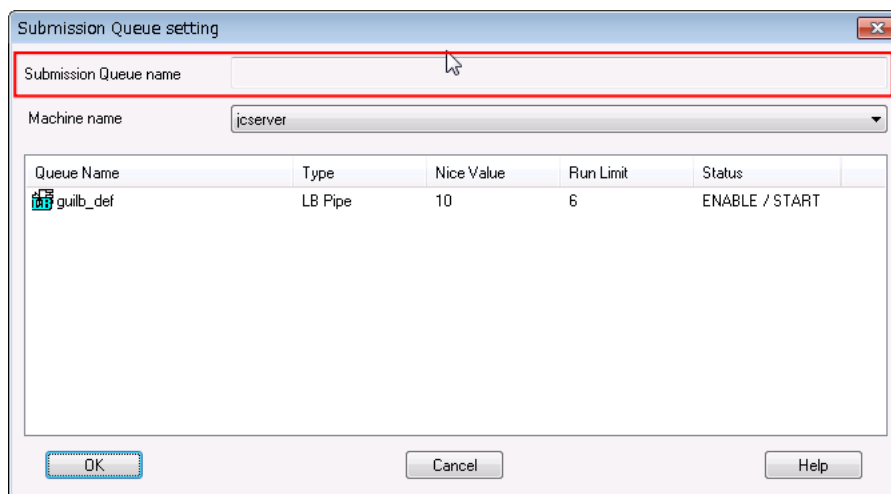 Submission Queue setting
Submission Queue name
Machine name jcserver
Queue Name Type Nice Value Run Limit Status
guilb_def LB Pipe 10 6 ENABLE / START
OK Cancel Help